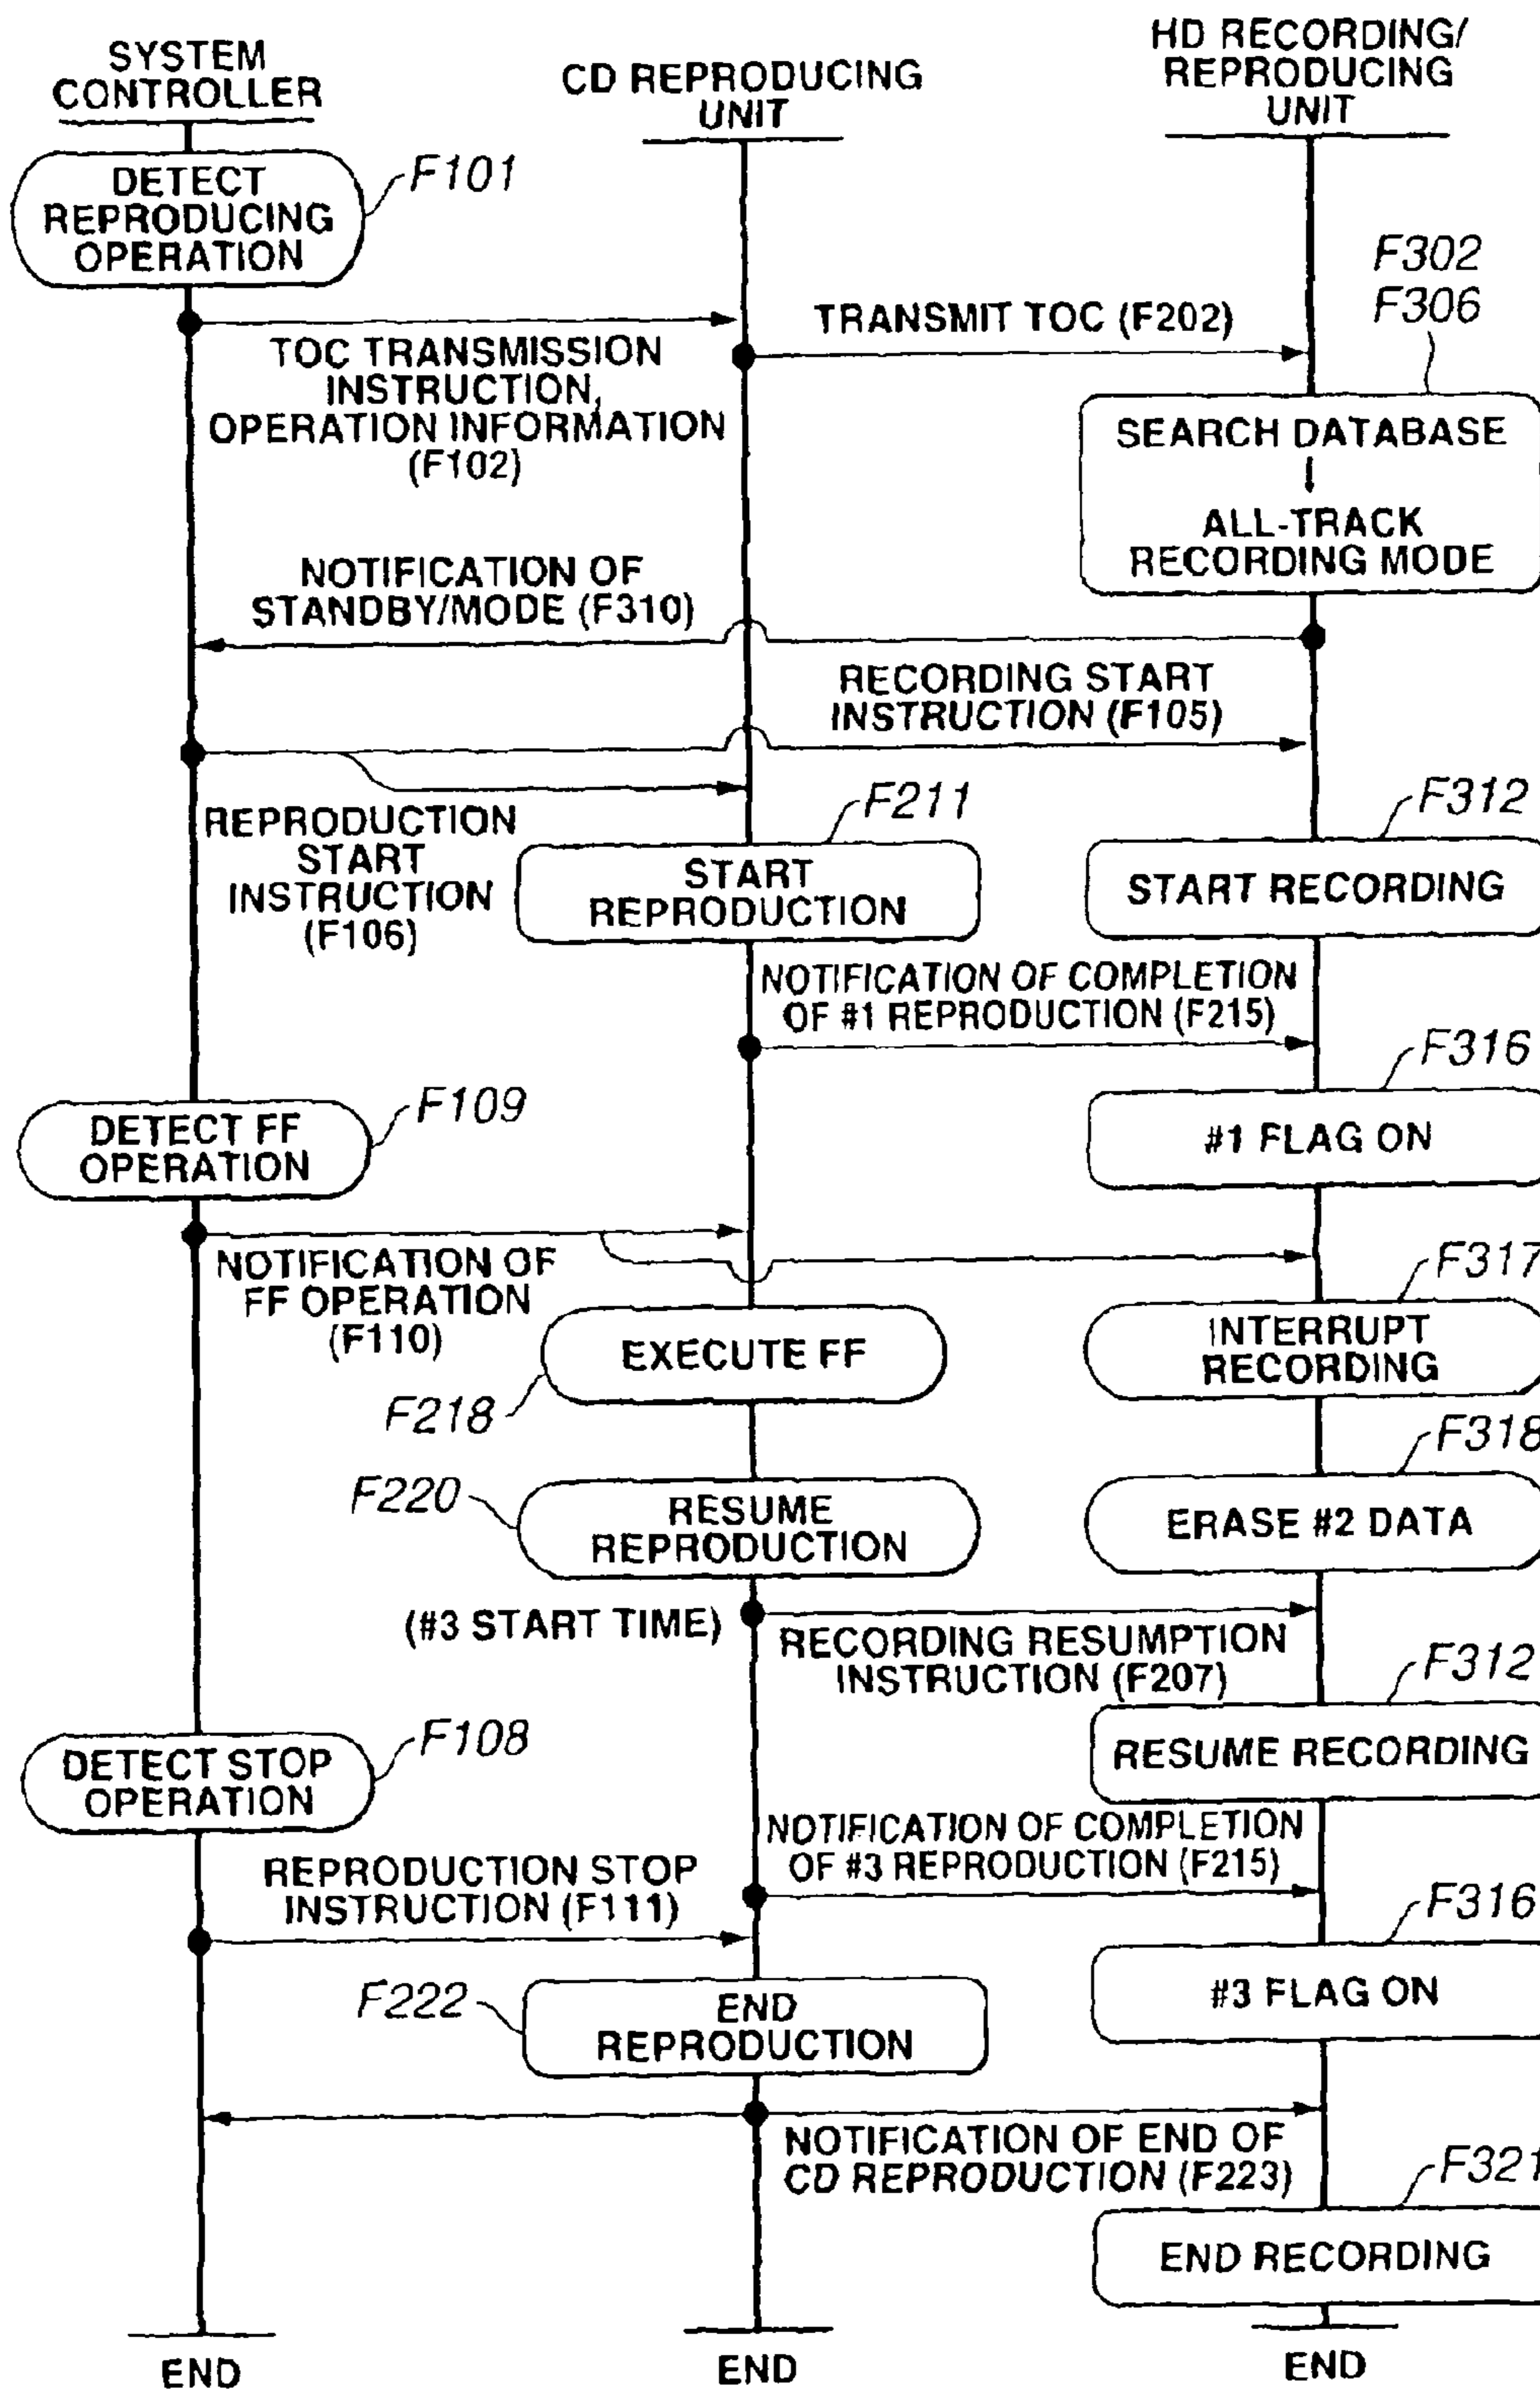 SYSTEM
CONTROLLER
CD REPRODUCING
UNIT
HD RECORDING/
REPRODUCING
UNIT
DETECT
REPRODUCING
OPERATION
F101
TOC TRANSMISSION
INSTRUCTION,
OPERATION INFORMATION
(F102)
TRANSMIT TOC (F202)
F302
F306
SEARCH DATABASE
ALL-TRACK
RECORDING MODE
NOTIFICATION OF
STANDBY/MODE (F310)
RECORDING START
INSTRUCTION (F105)
REPRODUCTION
START
INSTRUCTION
(F106)
F211
START
REPRODUCTION
F312
START RECORDING
NOTIFICATION OF COMPLETION
OF #1 REPRODUCTION (F215)
F316
#1 FLAG ON
DETECT FF
OPERATION
F109
NOTIFICATION OF
FF OPERATION
(F110)
F317
INTERRUPT
RECORDING
EXECUTE FF
F218
F318
ERASE #2 DATA
F220
RESUME
REPRODUCTION
(#3 START TIME)
RECORDING RESUMPTION
INSTRUCTION (F207)
F312
RESUME RECORDING
DETECT STOP
OPERATION
F108
NOTIFICATION OF COMPLETION
OF #3 REPRODUCTION (F215)
REPRODUCTION STOP
INSTRUCTION (F111)
F316
#3 FLAG ON
F222
END
REPRODUCTION
NOTIFICATION OF END OF
CD REPRODUCTION (F223)
F321
END RECORDING
END
END
END